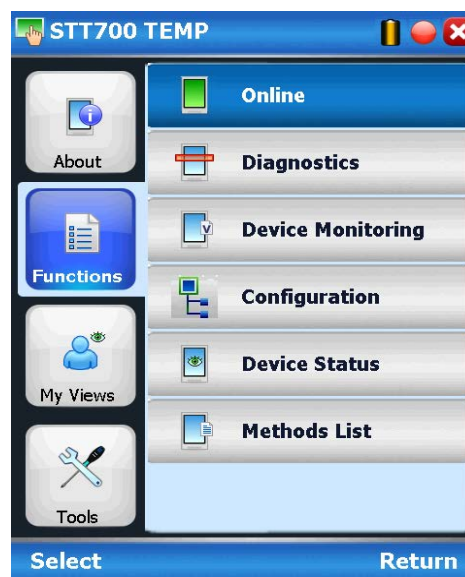 STT700 TEMP
About
Functions
My Views
Tools
Online
Diagnostics
Device Monitoring
Configuration
Device Status
Methods List
Select
Return